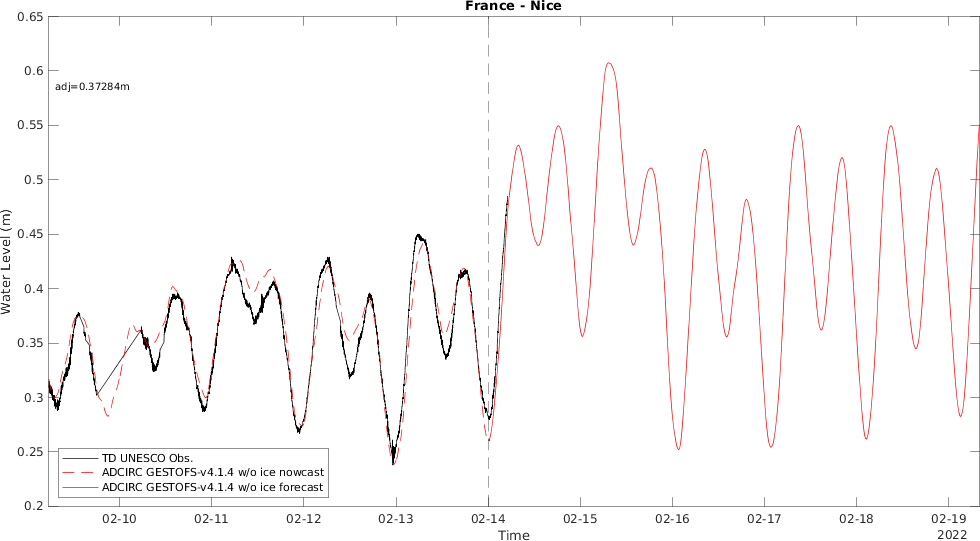 France - Nice
0.65
0.6
adj=0.37284m
0.55
0.5
0.45
0.4
0.35
0.3
0.25
0.2
Water Level (m)
TD UNESCO Obs.
ADCIRC GESTOFS-v4.1.4 w/o ice nowcast
ADCIRC GESTOFS-v4.1.4 w/o ice forecast
02-10 02-11 02-12 02-13 02-14 02-15 02-16 02-17 02-18 02-19
Time 2022